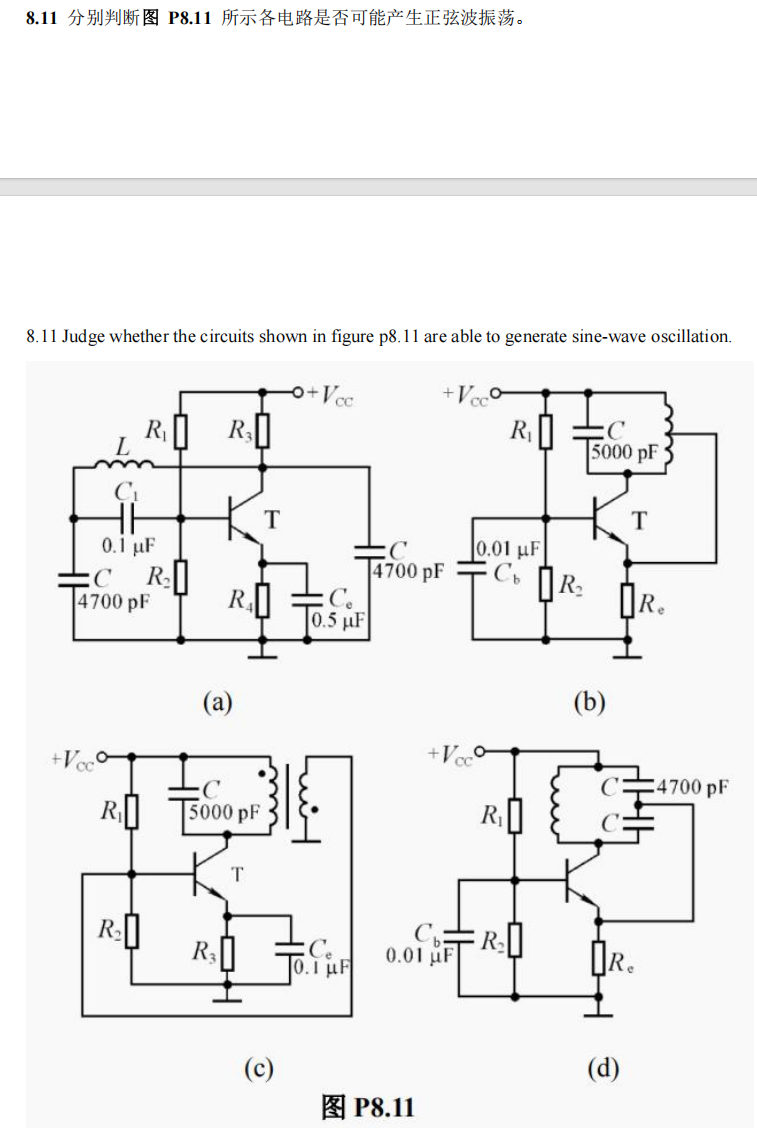 8.11 分别判断图 P8.11 所示各电路是否可能产生正弦波振荡。
8.11 Judge whether the circuits shown in figure p8.11 are able to generate sine-wave oscillation.
+VCC
R1
R3
L
C1
0.1 μF
T
C
4700 pF
R2
R4
Ce
0.5 μF
C
4700 pF
(a)
+VCC
R1
C
5000 pF
T
0.01 μF
Cb
R2
Re
(b)
+VCC
R1
C
5000 pF
T
R2
R3
Ce
0.1 μF
(c)
+VCC
R1
C
4700 pF
C
Cb
0.01 μF
R2
Re
(d)
图 P8.11